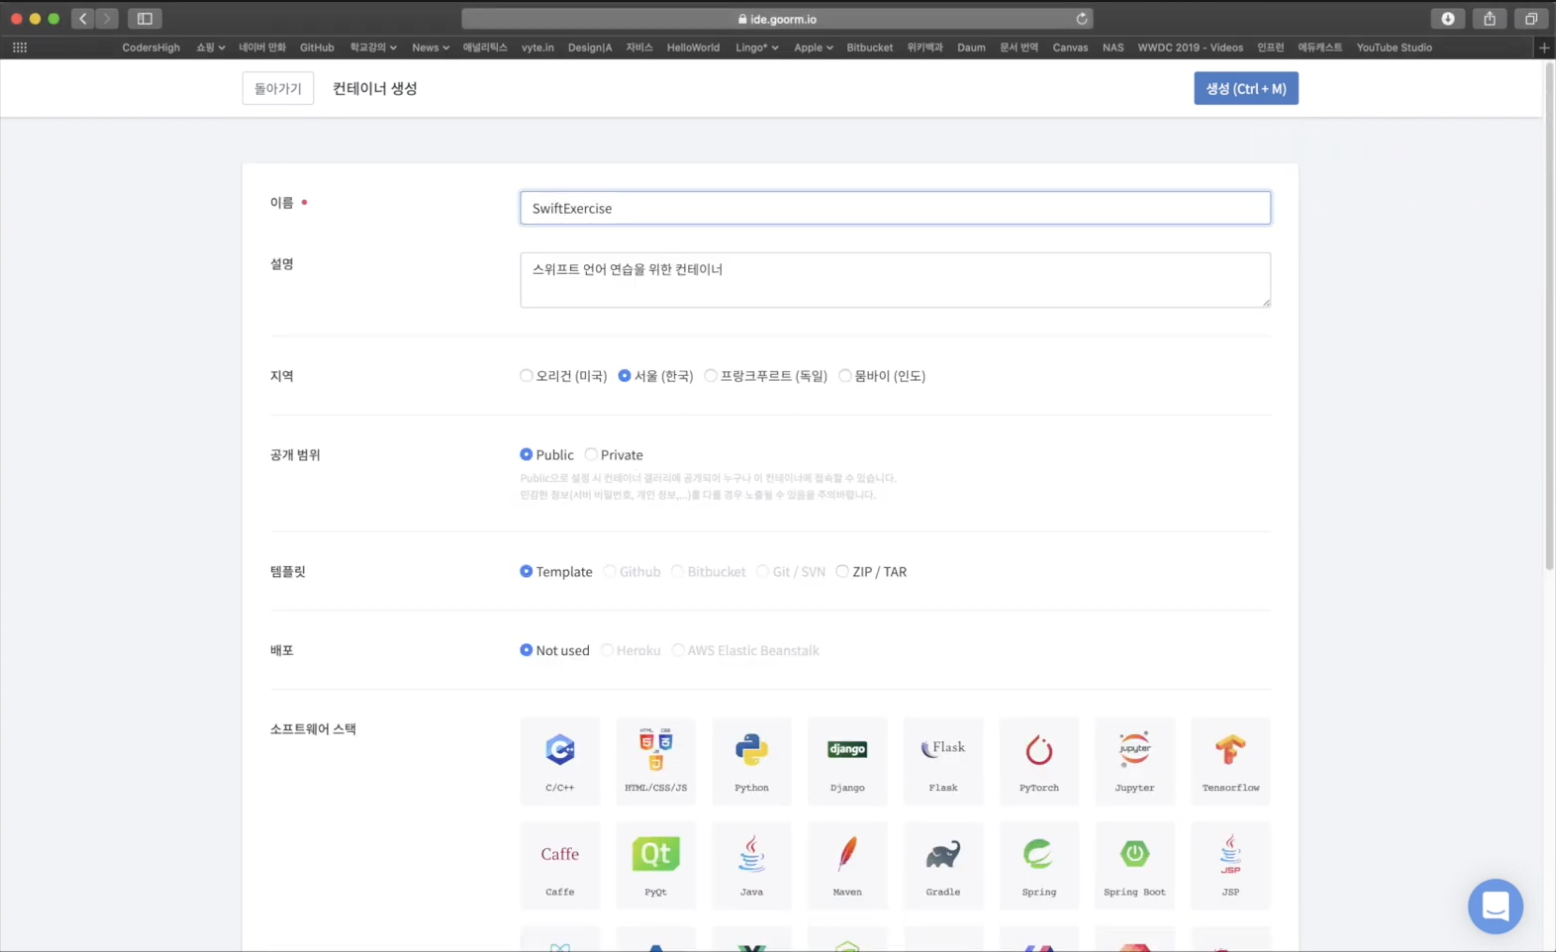 ide.goorm.io
CodersHigh 쇼핑 네이버 만화 GitHub 학교강의 News 애널리틱스 vyte.in Design|A 자비스 HelloWorld Lingo* Apple Bitbucket 위키백과 Daum 문서 번역 Canvas NAS WWDC 2019 - Videos 인프런 에듀캐스트 YouTube Studio
돌아가기 컨테이너 생성 생성 (Ctrl + M)
이름 SwiftExercise
설명 스위프트 언어 연습을 위한 컨테이너
지역 오리건 (미국) 서울 (한국) 프랑크푸르트 (독일) 뭄바이 (인도)
공개 범위 Public Private
Public으로 설정 시 컨테이너 갤러리에 공개되어 누구나 이 컨테이너에 접속할 수 있습니다.
민감한 정보(서버 비밀번호, 개인 정보,...)를 다룰 경우 노출될 수 있음을 주의바랍니다.
템플릿 Template Github Bitbucket Git / SVN ZIP / TAR
배포 Not used Heroku AWS Elastic Beanstalk
소프트웨어 스택
HTML CSS
django Flask jupyter
C/C++ HTML/CSS/JS Python Django Flask PyTorch Jupyter Tensorflow
Caffe Qt JSP
Caffe PyQt Java Maven Gradle Spring Spring Boot JSP